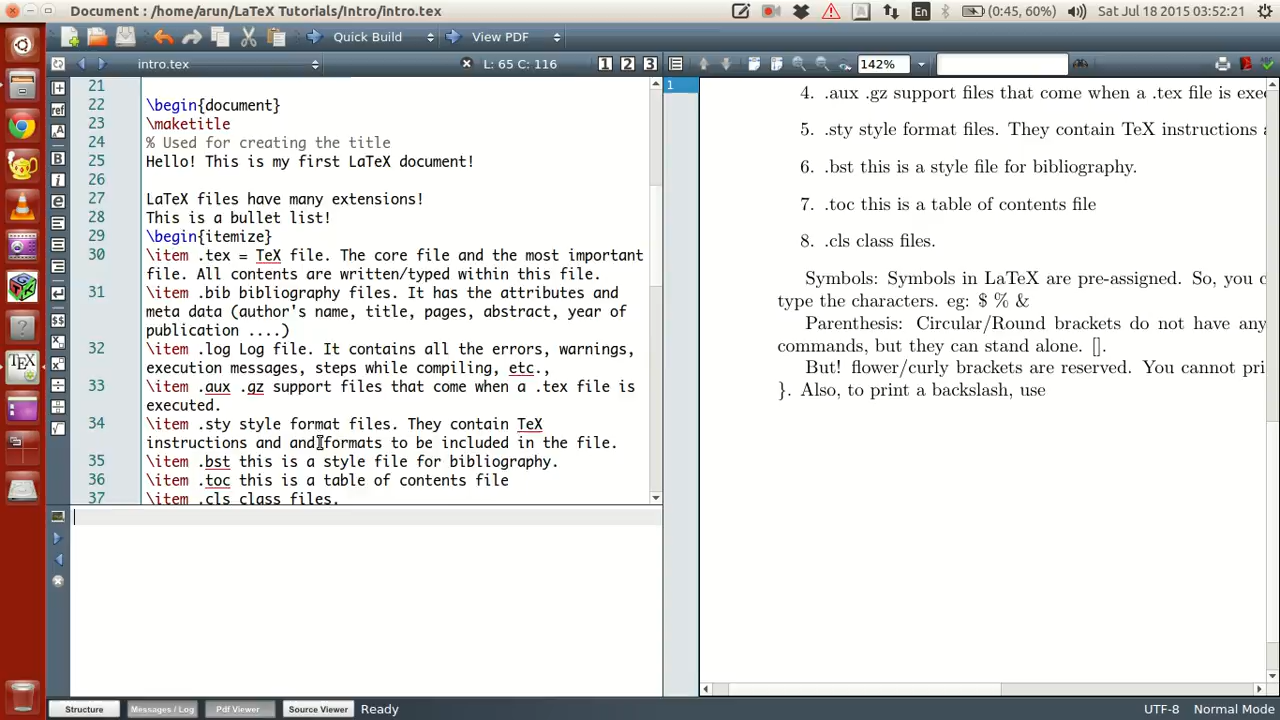 Document : /home/arun/LaTeX Tutorials/Intro/intro.tex
En
(0:45, 60%)
Sat Jul 18 2015 03:52:21
Quick Build
View PDF
intro.tex
L: 65 C: 116
1 2 3
142%
21
22 \begin{document}
23 \maketitle
24 % Used for creating the title
25 Hello! This is my first LaTeX document!
26
27 LaTeX files have many extensions!
28 This is a bullet list!
29 \begin{itemize}
30 \item .tex = TeX file. The core file and the most important
file. All contents are written/typed within this file.
31 \item .bib bibliography files. It has the attributes and
meta data (author's name, title, pages, abstract, year of
publication ....)
32 \item .log Log file. It contains all the errors, warnings,
execution messages, steps while compiling, etc.,
33 \item .aux .gz support files that come when a .tex file is
executed.
34 \item .sty style format files. They contain TeX
instructions and and formats to be included in the file.
35 \item .bst this is a style file for bibliography.
36 \item .toc this is a table of contents file
37 \item .cls class files.
ref
A
B
i
e
$$
TEX
1
4. .aux .gz support files that come when a .tex file is exec
5. .sty style format files. They contain TeX instructions a
6. .bst this is a style file for bibliography.
7. .toc this is a table of contents file
8. .cls class files.
Symbols: Symbols in LaTeX are pre-assigned. So, you c
type the characters. eg: $ % &
Parenthesis: Circular/Round brackets do not have any
commands, but they can stand alone. [].
But! flower/curly brackets are reserved. You cannot pri
}. Also, to print a backslash, use
Structure
Messages / Log
Pdf Viewer
Source Viewer
Ready
UTF-8
Normal Mode